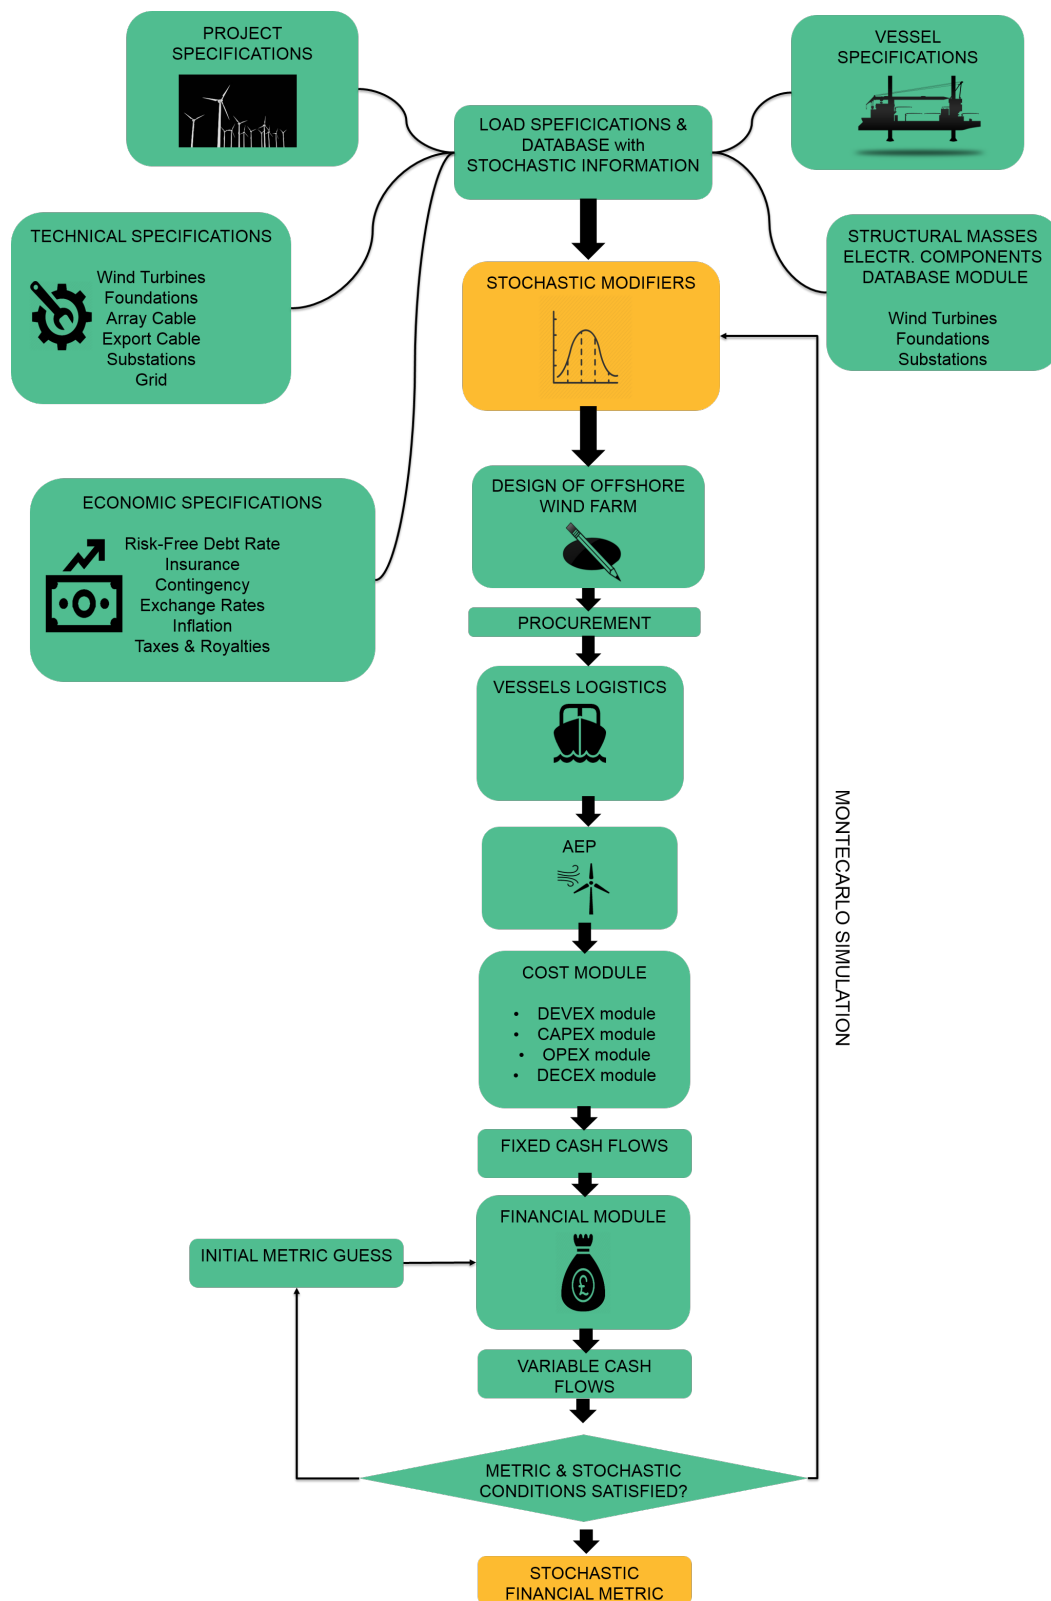 PROJECT
SPECIFICATIONS
VESSEL
SPECIFICATIONS
LOAD SPEFICICATIONS &
DATABASE with
STOCHASTIC INFORMATION
TECHNICAL SPECIFICATIONS
Wind Turbines
Foundations
Array Cable
Export Cable
Substations
Grid
STRUCTURAL MASSES
ELECTR. COMPONENTS
DATABASE MODULE
Wind Turbines
Foundations
Substations
STOCHASTIC MODIFIERS
ECONOMIC SPECIFICATIONS
Risk-Free Debt Rate
Insurance
Contingency
Exchange Rates
Inflation
Taxes & Royalties
DESIGN OF OFFSHORE
WIND FARM
PROCUREMENT
VESSELS LOGISTICS
AEP
MONTECARLO SIMULATION
COST MODULE
• DEVEX module
• CAPEX module
• OPEX module
• DECEX module
FIXED CASH FLOWS
FINANCIAL MODULE
£
INITIAL METRIC GUESS
VARIABLE CASH
FLOWS
METRIC & STOCHASTIC
CONDITIONS SATISFIED?
STOCHASTIC
FINANCIAL METRIC